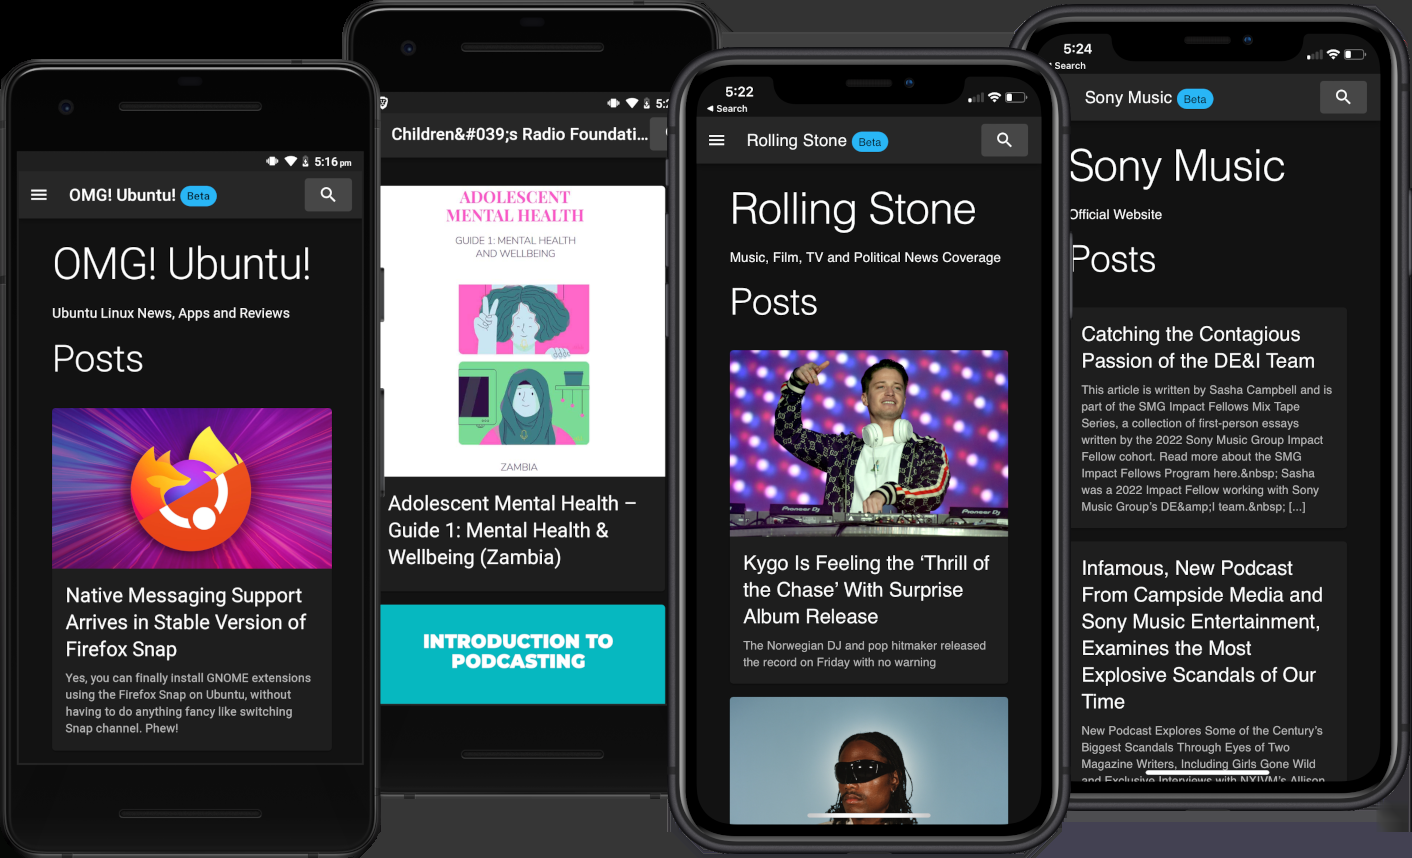 5:16 pm
OMG! Ubuntu! Beta
OMG! Ubuntu!
Ubuntu Linux News, Apps and Reviews
Posts
Native Messaging Support
Arrives in Stable Version of
Firefox Snap
Yes, you can finally install GNOME extensions
using the Firefox Snap on Ubuntu, without
having to do anything fancy like switching
Snap channel. Phew!
5:2
Children&#039;s Radio Foundati...
ADOLESCENT
MENTAL HEALTH
GUIDE 1: MENTAL HEALTH
AND WELLBEING
ZAMBIA
Adolescent Mental Health –
Guide 1: Mental Health &
Wellbeing (Zambia)
INTRODUCTION TO
PODCASTING
5:22
Search
Rolling Stone Beta
Rolling Stone
Music, Film, TV and Political News Coverage
Posts
Pioneer Dj
Pioneer Dj
Kygo Is Feeling the ‘Thrill of
the Chase’ With Surprise
Album Release
The Norwegian DJ and pop hitmaker released
the record on Friday with no warning
5:24
Search
Sony Music Beta
Sony Music
Official Website
Posts
Catching the Contagious
Passion of the DE&I Team
This article is written by Sasha Campbell and is
part of the SMG Impact Fellows Mix Tape
Series, a collection of first-person essays
written by the 2022 Sony Music Group Impact
Fellow cohort. Read more about the SMG
Impact Fellows Program here.&nbsp; Sasha
was a 2022 Impact Fellow working with Sony
Music Group’s DE&amp;I team.&nbsp; [...]
Infamous, New Podcast
From Campside Media and
Sony Music Entertainment,
Examines the Most
Explosive Scandals of Our
Time
New Podcast Explores Some of the Century’s
Biggest Scandals Through Eyes of Two
Magazine Writers, Including Girls Gone Wild
and Exclusive Interviews with NXIVM’s Allison